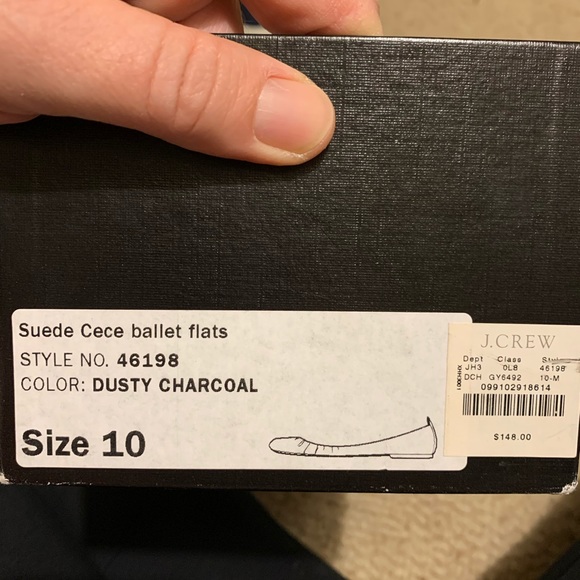 Suede Cece ballet flats
STYLE NO. 46198
COLOR: DUSTY CHARCOAL
Size 10
J.CREW
Dept Class
JH3 0L8 46198
DCH GY6492 10-M
099102918614
$148.00